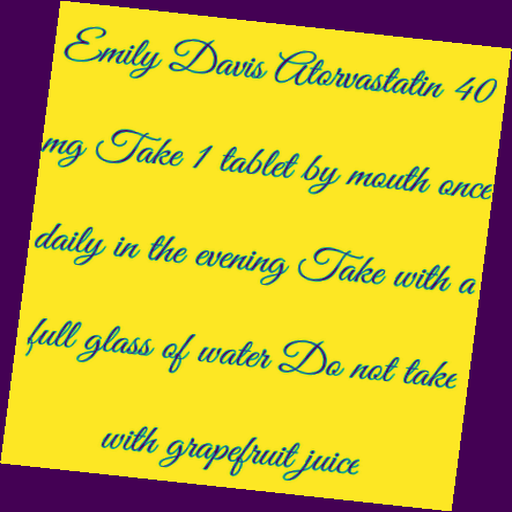 Emily Davis Atorvastatin 40
mg Take 1 tablet by mouth once
daily in the evening Take with a
full glass of water Do not take
with grapefruit juice